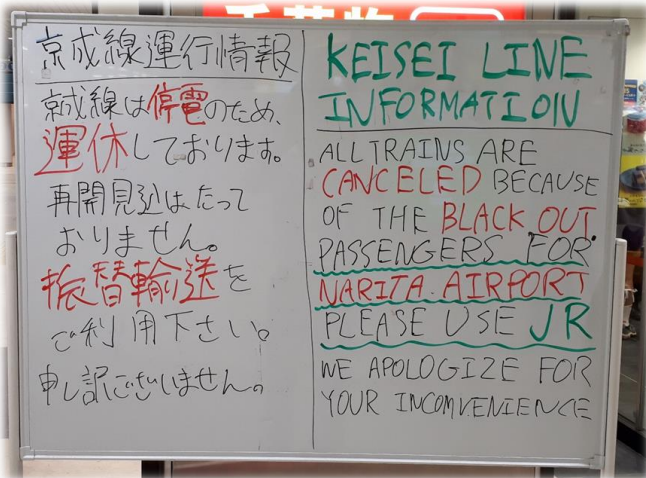 京成線運行情報
京成線は停電のため、
運休しております。
再開見込は、たって
おりません。
振替輸送を
ご利用下さい。
申し訳ございません。
KEISEI LINE
INFORMATION
ALL TRAINS ARE
CANCELED BECAUSE
OF THE BLACK OUT
PASSENGERS "FOR"
NARITA AIRPORT
PLEASE USE JR
WE APOLOGIZE FOR
YOUR INCOMVENIENCE